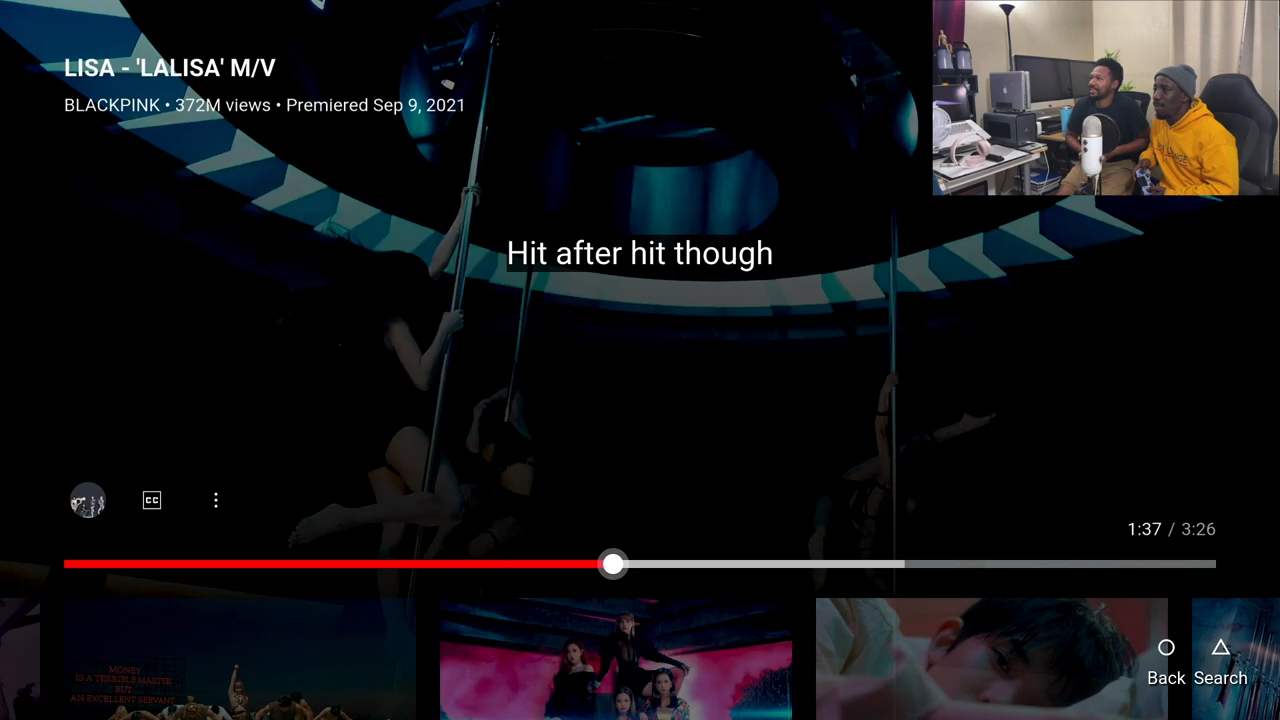 LISA - 'LALISA' M/V
BLACKPINK • 372M views • Premiered Sep 9, 2021
Hit after hit though
CC
1:37 / 3:26
MONEY
IS A TERRIBLE MASTER
BUT
AN EXCELLENT SERVANT
Back Search